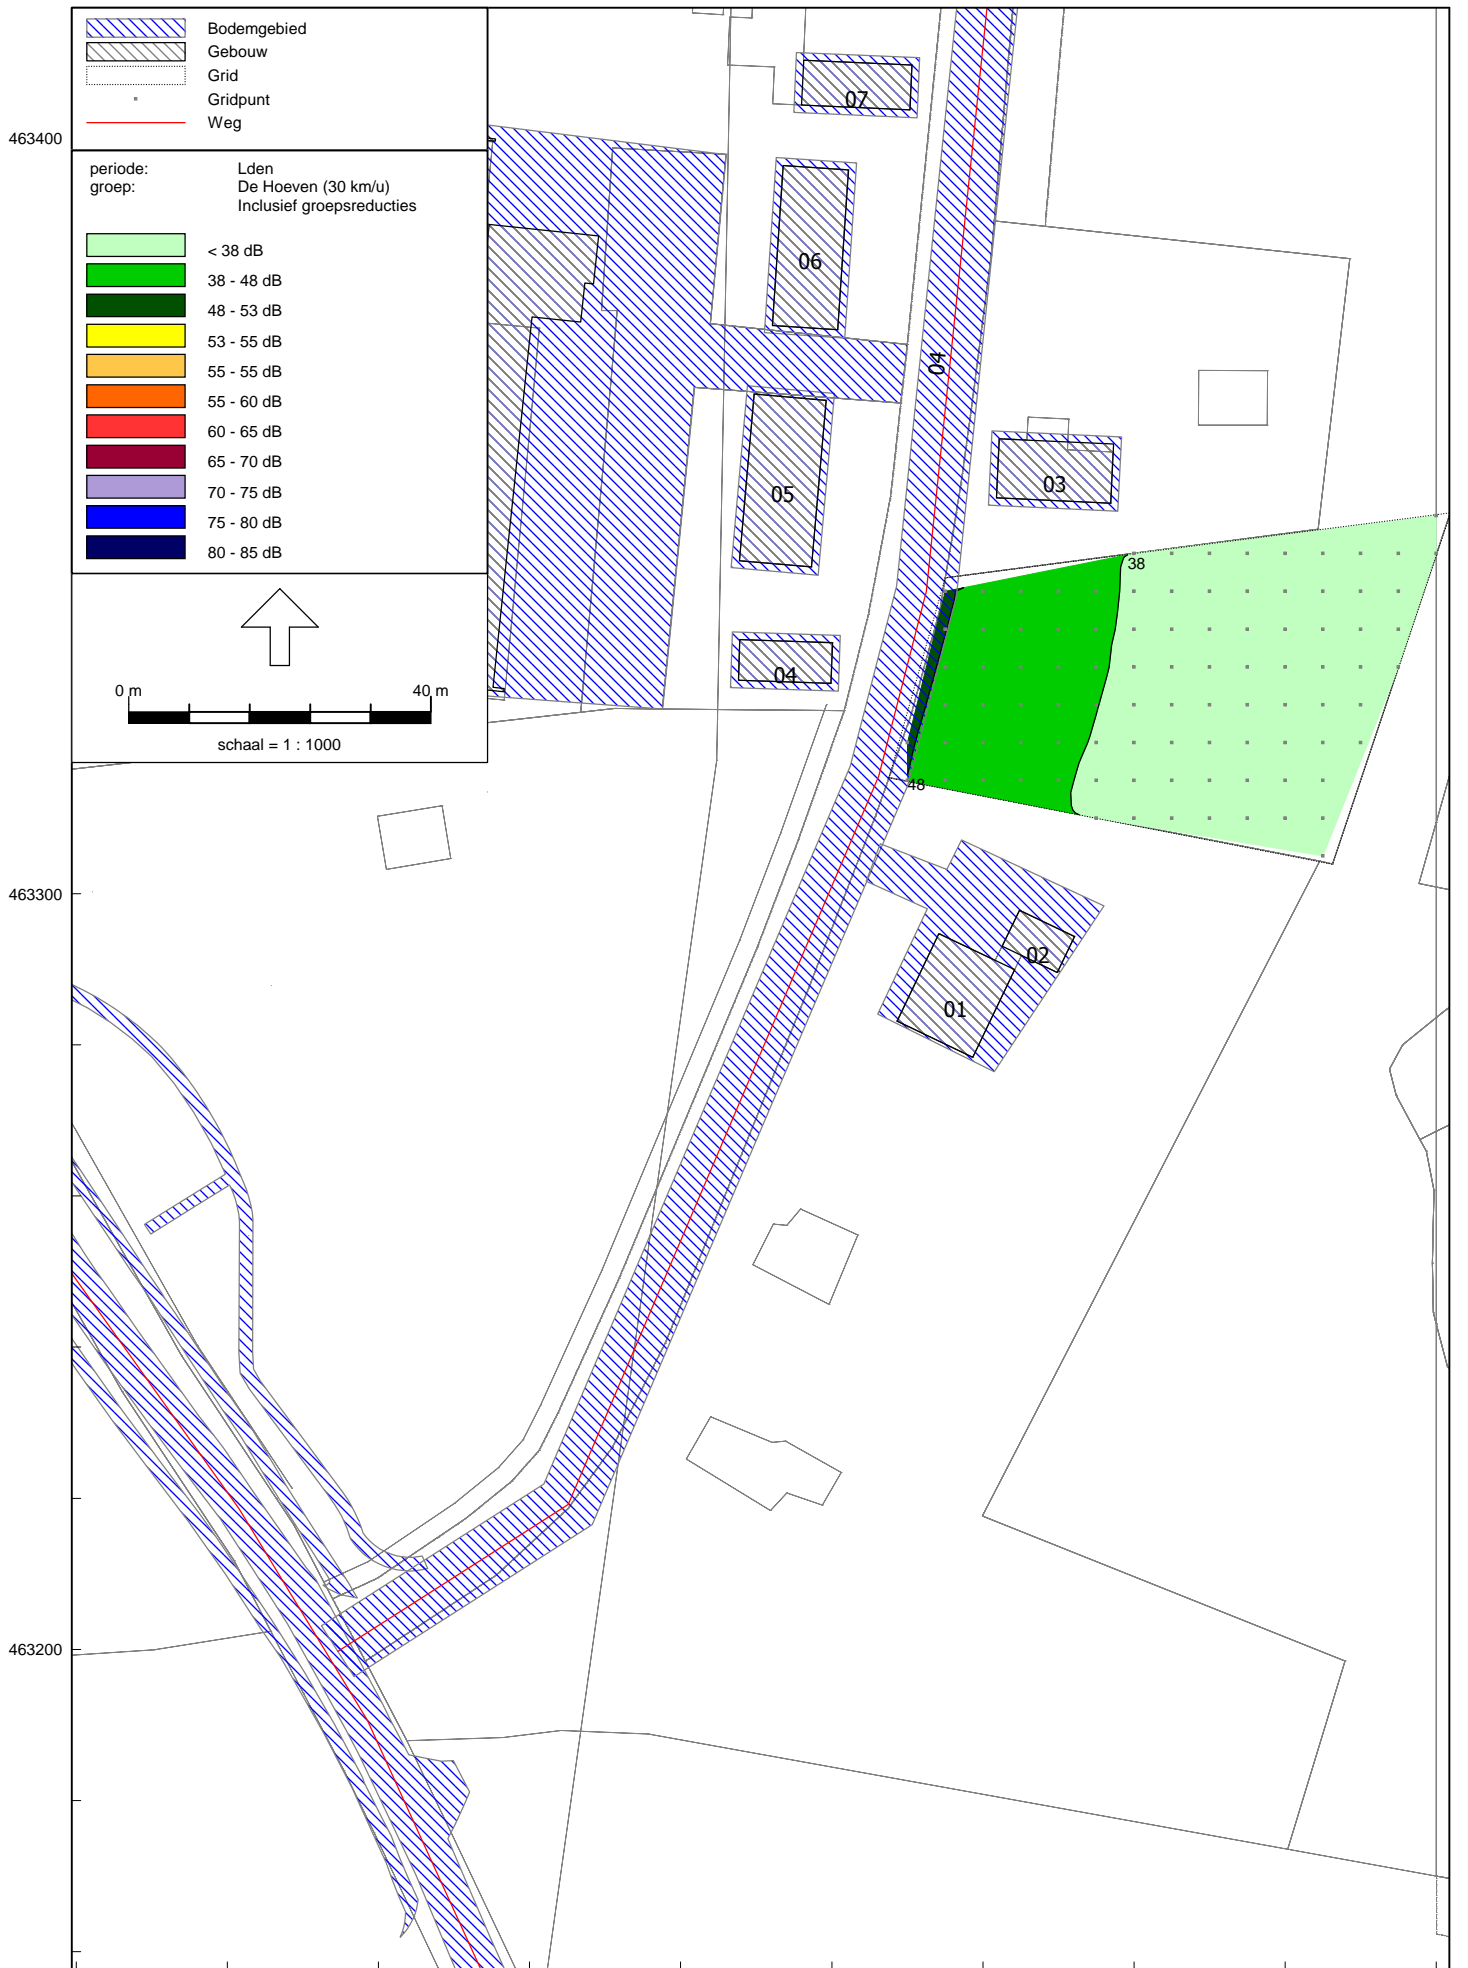 Bodemgebied
Gebouw
Grid
Gridpunt
Weg
periode: Lden
groep: De Hoeven (30 km/u)
Inclusief groepsreducties
< 38 dB
38 - 48 dB
48 - 53 dB
53 - 55 dB
55 - 55 dB
55 - 60 dB
60 - 65 dB
65 - 70 dB
70 - 75 dB
75 - 80 dB
80 - 85 dB
0 m 40 m
schaal = 1 : 1000
463400
463300
463200
07
06
04
03
05
38
04
48
02
01